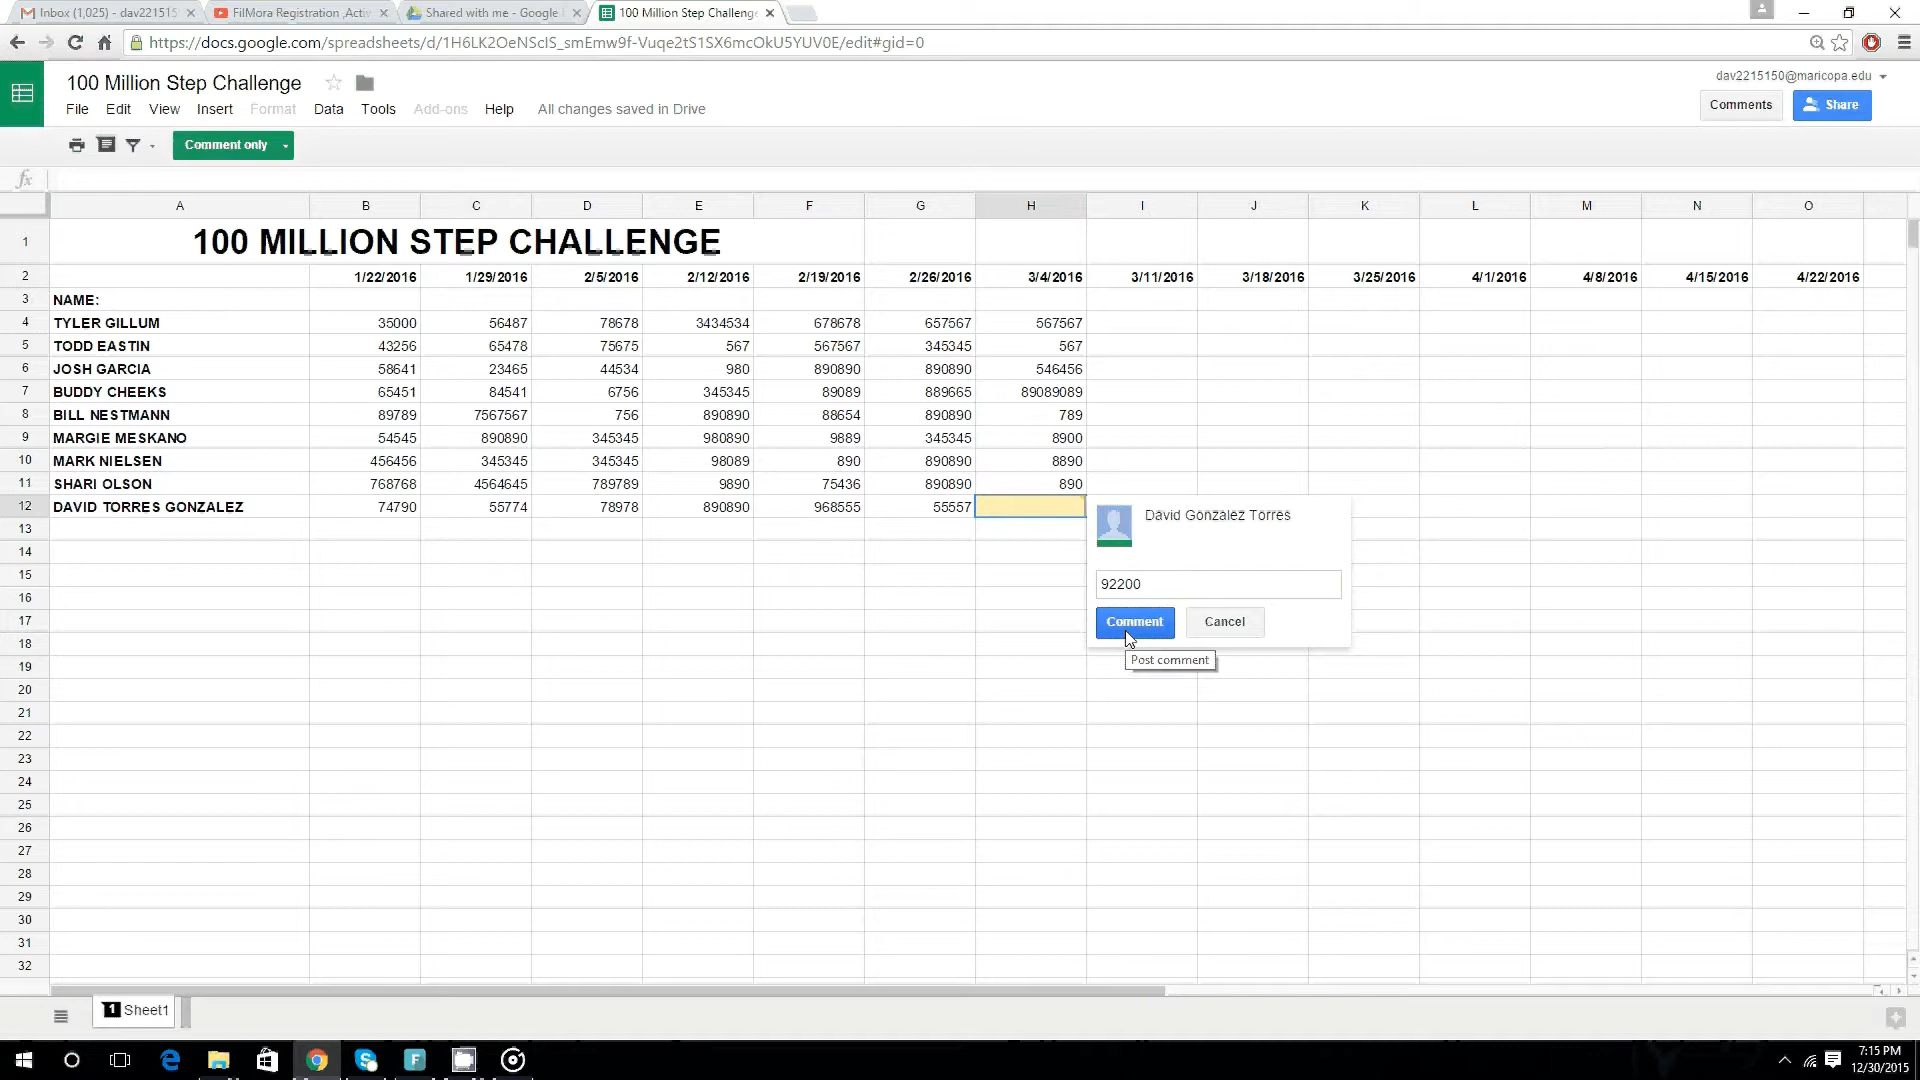 Inbox (1,025) - dav221515 FilMora Registration ,Activ Shared with me - Google 100 Million Step Challenge
https://docs.google.com/spreadsheets/d/1H6LK2OeNScIS_smEmw9f-Vuqe2tS1SX6mcOkU5YUV0E/edit#gid=0
100 Million Step Challenge dav2215150@maricopa.edu
File Edit View Insert Format Data Tools Add-ons Help All changes saved in Drive Comments Share
Comment only
fx
A B C D E F G H I J K L M N O
1 100 MILLION STEP CHALLENGE
2 1/22/2016 1/29/2016 2/5/2016 2/12/2016 2/19/2016 2/26/2016 3/4/2016 3/11/2016 3/18/2016 3/25/2016 4/1/2016 4/8/2016 4/15/2016 4/22/2016
3 NAME:
4 TYLER GILLUM 35000 56487 78678 3434534 678678 657567 567567
5 TODD EASTIN 43256 65478 75675 567 567567 345345 567
6 JOSH GARCIA 58641 23465 44534 980 890890 890890 546456
7 BUDDY CHEEKS 65451 84541 6756 345345 89089 889665 89089089
8 BILL NESTMANN 89789 7567567 756 890890 88654 890890 789
9 MARGIE MESKANO 54545 890890 345345 980890 9889 345345 8900
10 MARK NIELSEN 456456 345345 345345 98089 890 890890 8890
11 SHARI OLSON 768768 4564645 789789 9890 75436 890890 890
12 DAVID TORRES GONZALEZ 74790 55774 78978 890890 968555 55557
David Gonzalez Torres
13
14
15
92200
16
17
Comment Cancel
18
Post comment
19
20
21
22
23
24
25
26
27
28
29
30
31
32
1 Sheet1
7:15 PM
12/30/2015